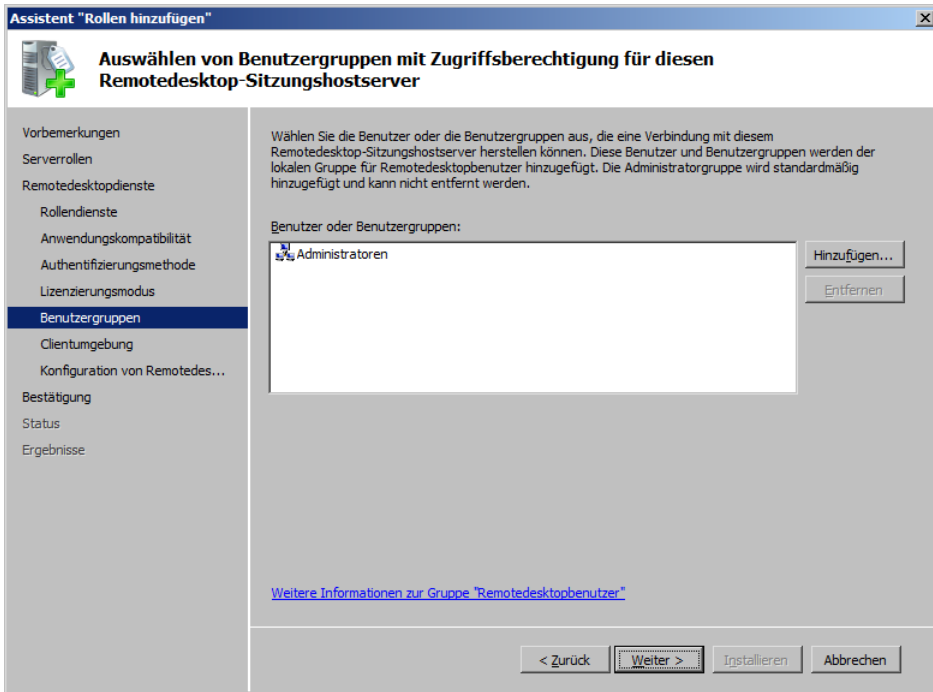 Assistent "Rollen hinzufügen"
Auswählen von Benutzergruppen mit Zugriffsberechtigung für diesen
Remotedesktop-Sitzungshostserver
Vorbemerkungen
Serverrollen
Remotedesktopdienste
Rollendienste
Anwendungskompatibilität
Authentifizierungsmethode
Lizenzierungsmodus
Benutzergruppen
Clientumgebung
Konfiguration von Remotedes...
Bestätigung
Status
Ergebnisse
Wählen Sie die Benutzer oder die Benutzergruppen aus, die eine Verbindung mit diesem
Remotedesktop-Sitzungshostserver herstellen können. Diese Benutzer und Benutzergruppen werden der
lokalen Gruppe für Remotedesktopbenutzer hinzugefügt. Die Administratorgruppe wird standardmäßig
hinzugefügt und kann nicht entfernt werden.
Benutzer oder Benutzergruppen:
Administratoren
Hinzufügen...
Entfernen
Weitere Informationen zur Gruppe "Remotedesktopbenutzer"
< Zurück
Weiter >
Installieren
Abbrechen